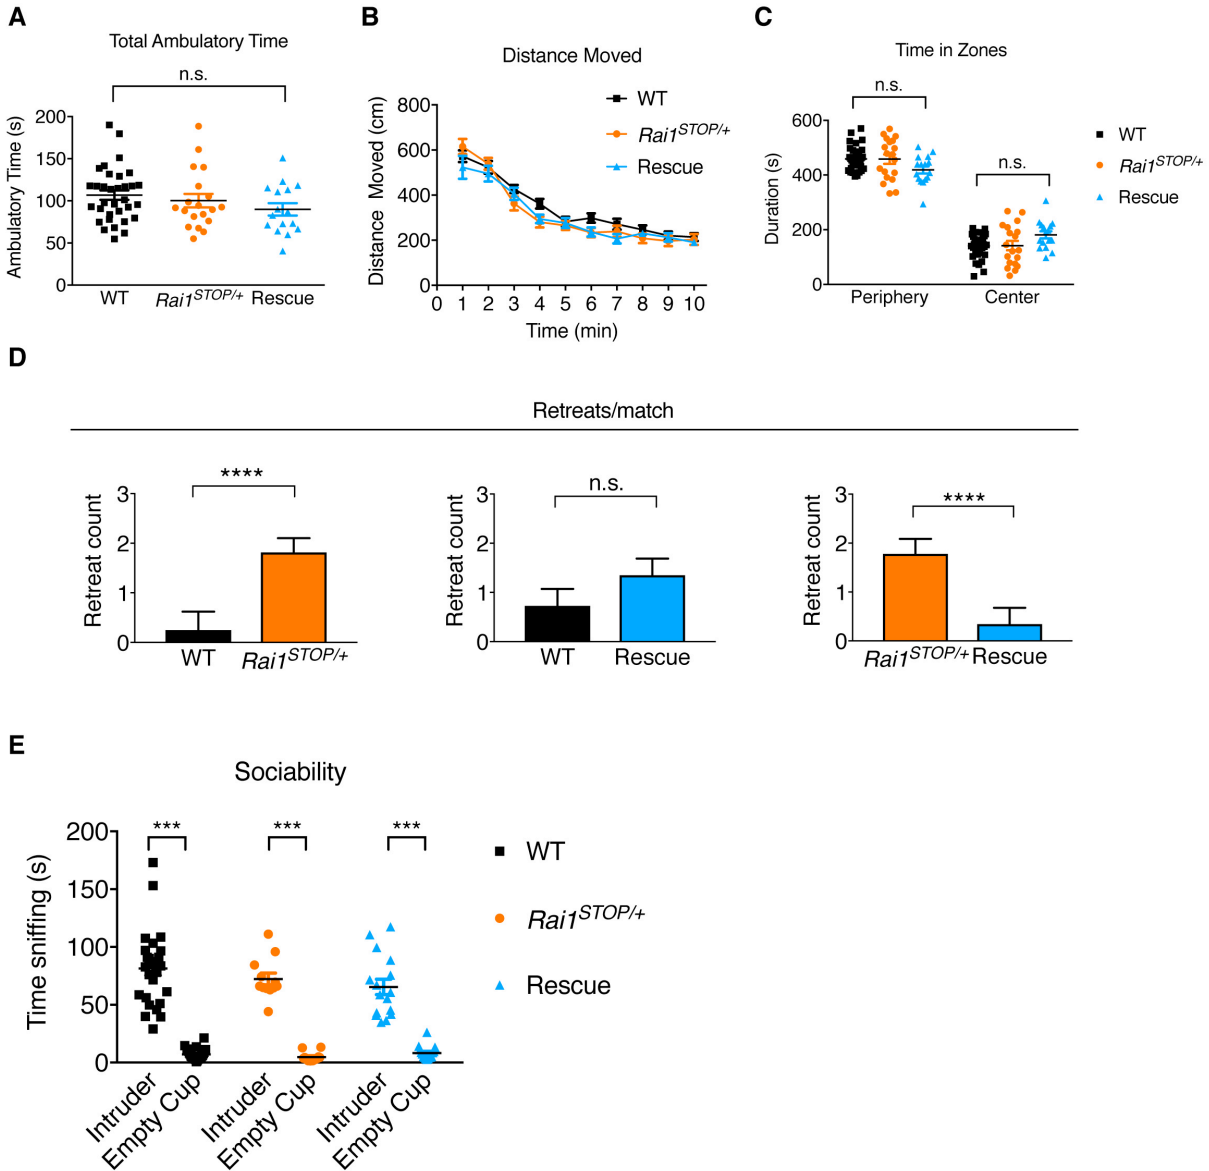 A
Total Ambulatory Time
n.s.
Ambulatory Time (s)
200
150
100
50
0
WT Rai1STOP/+ Rescue
B
Distance Moved
Distance Moved (cm)
800
600
400
200
0
0 1 2 3 4 5 6 7 8 9 10
Time (min)
WT
Rai1STOP/+
Rescue
C
Time in Zones
n.s.
n.s.
Duration (s)
600
400
200
0
Periphery Center
WT
Rai1STOP/+
Rescue
D
Retreats/match
****
Retreat count
3
2
1
0
WT Rai1STOP/+
n.s.
Retreat count
3
2
1
0
WT Rescue
****
Retreat count
3
2
1
0
Rai1STOP/+ Rescue
E
Sociability
*** *** ***
Time sniffing (s)
200
150
100
50
0
Intruder
Empty Cup
Intruder
Empty Cup
Intruder
Empty Cup
WT
Rai1STOP/+
Rescue